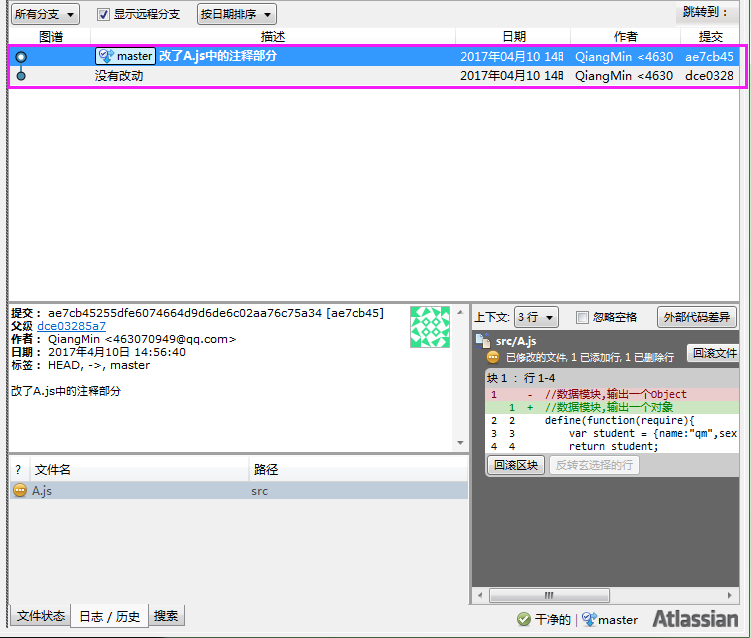 所有分支 显示远程分支 按日期排序 跳转到：
图谱 描述 日期 作者 提交
master 改了A.js中的注释部分 2017年04月10 14 QiangMin <4630 ae7cb45
没有改动 2017年04月10 14 QiangMin <4630 dce0328
提交： ae7cb45255dfe6074664d9d6de6c02aa76c75a34 [ae7cb45]
父级 dce03285a7
作者： QiangMin <463070949@qq.com>
日期： 2017年4月10日 14:56:40
标签： HEAD, ->, master
改了A.js中的注释部分
? 文件名 路径
A.js src
上下文: 3 行 忽略空格 外部代码差异
src/A.js
已修改的文件, 1 已添加行, 1 已删除行 回滚文件
块 1 ： 行 1-4
1 - //数据模块,输出一个Object
1 + //数据模块,输出一个对象
2 2 define(function(require){
3 3 var student = {name:"qm",sex
4 4 return student;
回滚区块 反转玄选择的行
文件状态 日志 / 历史 搜索
干净的 master Atlassian